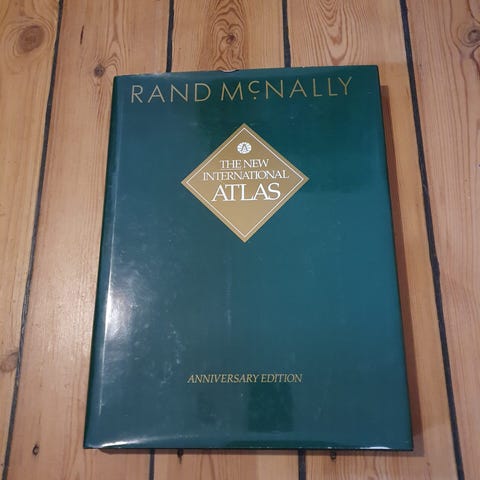 RAND McNALLY
THE NEW
INTERNATIONAL
ATLAS
ANNIVERSARY EDITION